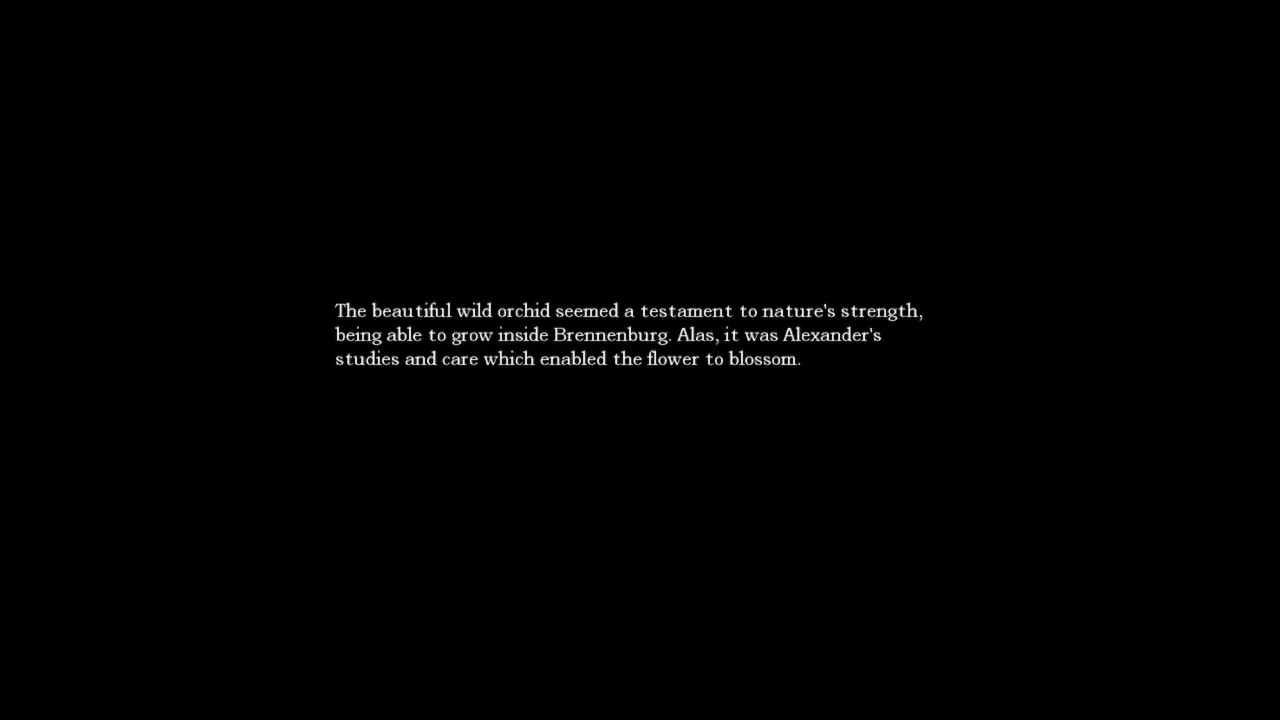 The beautiful wild orchid seemed a testament to nature's strength,
being able to grow inside Brennenburg. Alas, it was Alexander's
studies and care which enabled the flower to blossom.